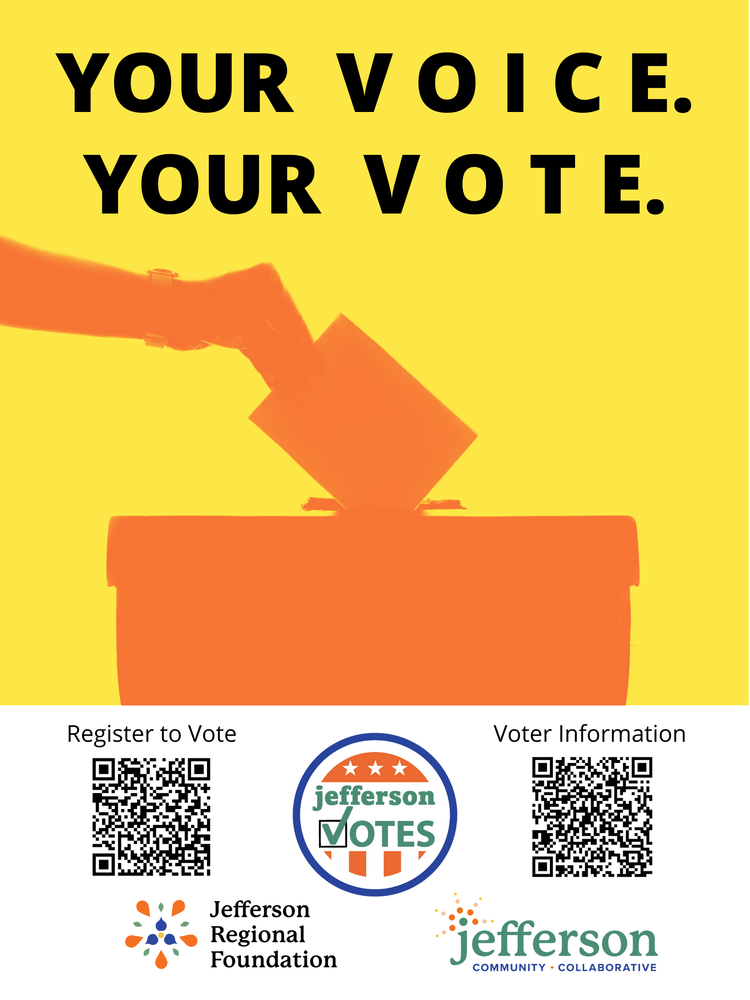 YOUR VOICE.
YOUR VOTE.
Register to Vote
Voter Information
jefferson
VOTES
Jefferson
Regional
Foundation
jefferson
COMMUNITY • COLLABORATIVE